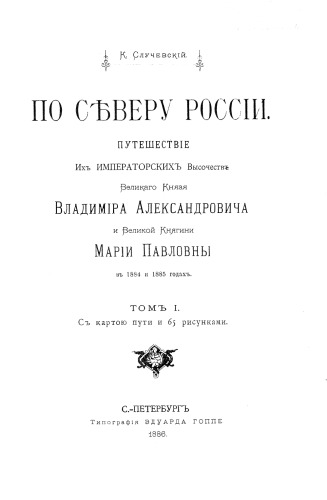 К. Случевскій.
ПО СѢВЕРУ РОССІИ.
ПУТЕШЕСТВІЕ
Ихъ ИМПЕРАТОРСКИХЪ Высочествъ
Великаго Князя
Владиміра Александровича
и Великой Княгини
Маріи Павловны
въ 1884 и 1885 годахъ.
ТОМЪ I.
Съ картою пути и 65 рисунками.
С.-ПЕТЕРБУРГЪ
Типографія ЭДУАРДА ГОППЕ
1886.